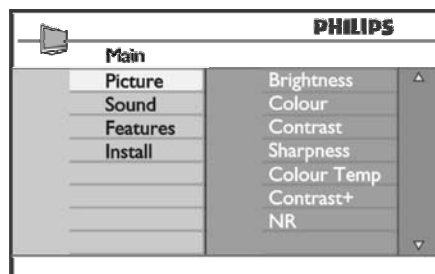 PHILIPS
Main
Picture
Sound
Features
Install
Brightness
Colour
Contrast
Sharpness
Colour Temp
Contrast+
NR